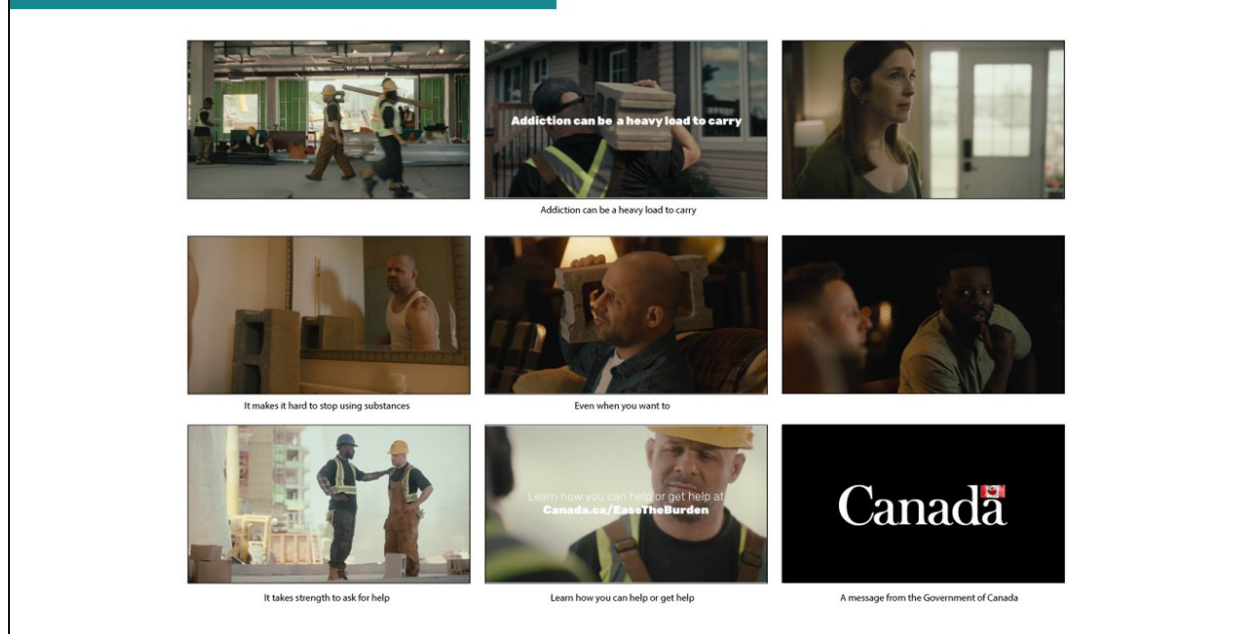 Addiction can be a heavy load to carry
Addiction can be a heavy load to carry
It makes it hard to stop using substances
Even when you want to
Learn how you can help or get help at
Canada.ca/EaseTheBurden
Canada
It takes strength to ask for help
Learn how you can help or get help
A message from the Government of Canada